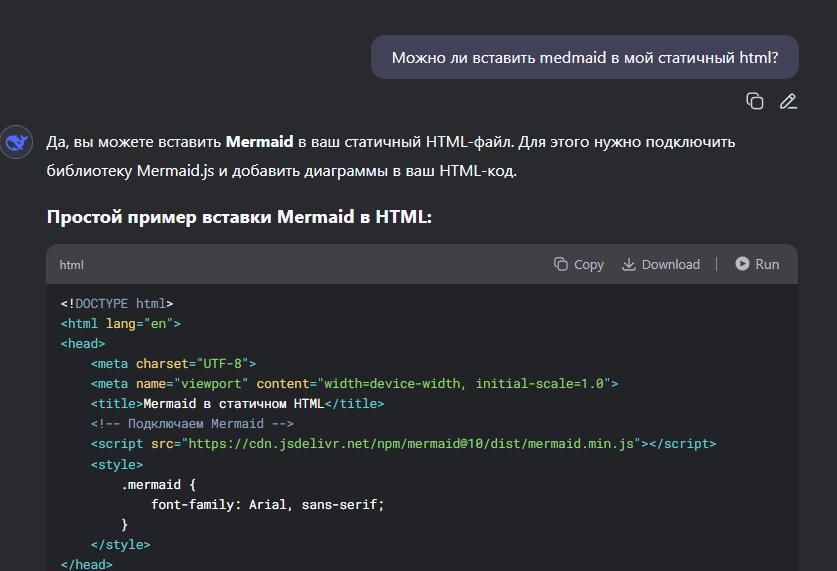 Можно ли вставить medmaid в мой статичный html?
Да, вы можете вставить Mermaid в ваш статичный HTML-файл. Для этого нужно подключить
библиотеку Mermaid.js и добавить диаграммы в ваш HTML-код.
Простой пример вставки Mermaid в HTML:
html
Copy
Download
Run
<!DOCTYPE html>
<html lang="en">
<head>
    <meta charset="UTF-8">
    <meta name="viewport" content="width=device-width, initial-scale=1.0">
    <title>Mermaid в статичном HTML</title>
    <!-- Подключаем Mermaid -->
    <script src="https://cdn.jsdelivr.net/npm/mermaid@10/dist/mermaid.min.js"></script>
    <style>
        .mermaid {
            font-family: Arial, sans-serif;
        }
    </style>
</head>